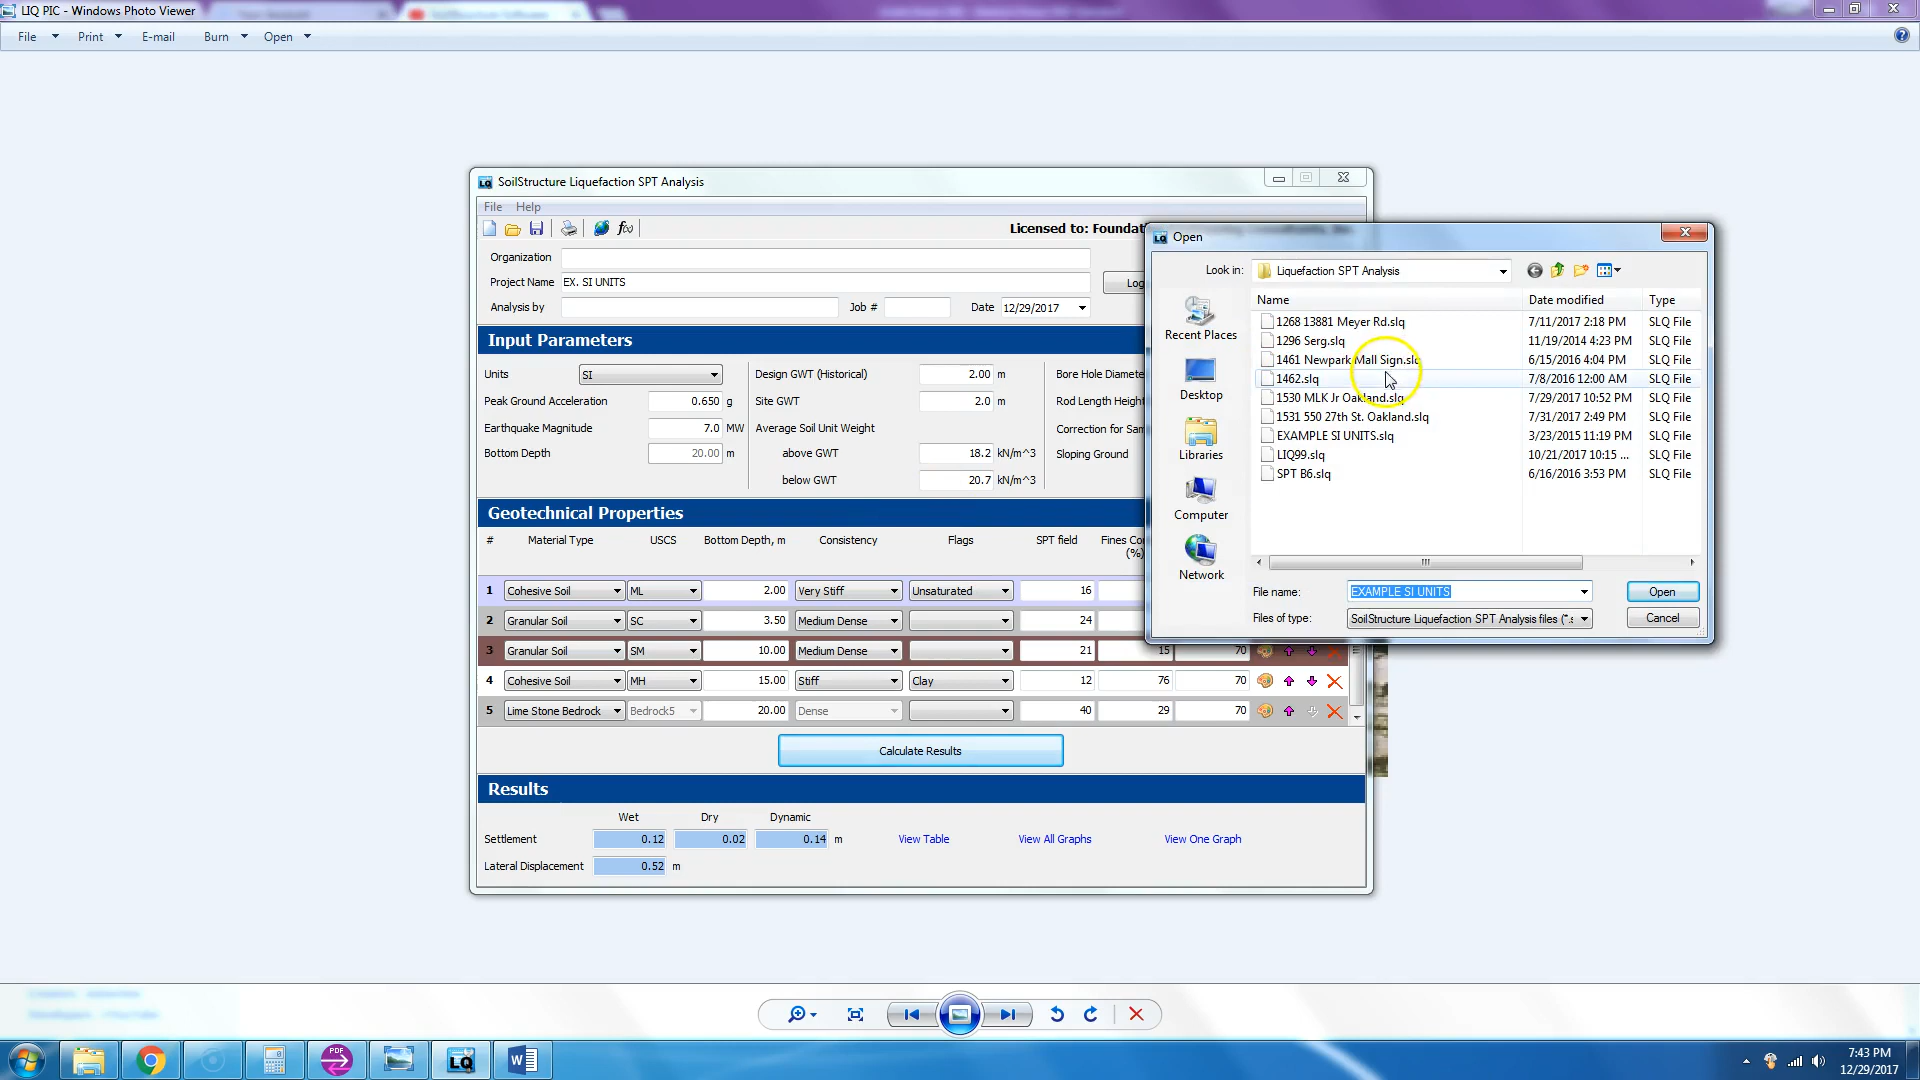 LIQ PIC - Windows Photo Viewer
File Print E-mail Burn Open
SoilStructure Liquefaction SPT Analysis
File Help
Licensed to: Foundat
Organization
Project Name EX. SI UNITS Log
Analysis by Job # Date 12/29/2017
Input Parameters
Units SI Design GWT (Historical) 2.00 m Bore Hole Diamete
Peak Ground Acceleration 0.650 g Site GWT 2.0 m Rod Length Height
Earthquake Magnitude 7.0 MW Average Soil Unit Weight Correction for Sam
Bottom Depth 20.00 m above GWT 18.2 kN/m^3 Sloping Ground
below GWT 20.7 kN/m^3
Geotechnical Properties
# Material Type USCS Bottom Depth, m Consistency Flags SPT field Fines Co
(%)
1 Cohesive Soil ML 2.00 Very Stiff Unsaturated 16
2 Granular Soil SC 3.50 Medium Dense 24
3 Granular Soil SM 10.00 Medium Dense 21 15 70
4 Cohesive Soil MH 15.00 Stiff Clay 12 76 70
5 Lime Stone Bedrock Bedrock5 20.00 Dense 40 29 70
Calculate Results
Results
Wet Dry Dynamic
Settlement 0.12 0.02 0.14 m View Table View All Graphs View One Graph
Lateral Displacement 0.52 m
Open
Look in: Liquefaction SPT Analysis
Recent Places
Desktop
Libraries
Computer
Network
Name Date modified Type
1268 13881 Meyer Rd.slq 7/11/2017 2:18 PM SLQ File
1296 Serg.slq 11/19/2014 4:23 PM SLQ File
1461 Newpark Mall Sign.slq 6/15/2016 4:04 PM SLQ File
1462.slq 7/8/2016 12:00 AM SLQ File
1530 MLK Jr Oakland.slq 7/29/2017 10:52 PM SLQ File
1531 550 27th St. Oakland.slq 7/31/2017 2:49 PM SLQ File
EXAMPLE SI UNITS.slq 3/23/2015 11:19 PM SLQ File
LIQ99.slq 10/21/2017 10:15 ... SLQ File
SPT B6.slq 6/16/2016 3:53 PM SLQ File
File name: EXAMPLE SI UNITS Open
Files of type: SoilStructure Liquefaction SPT Analysis files (*.s Cancel
7:43 PM
12/29/2017